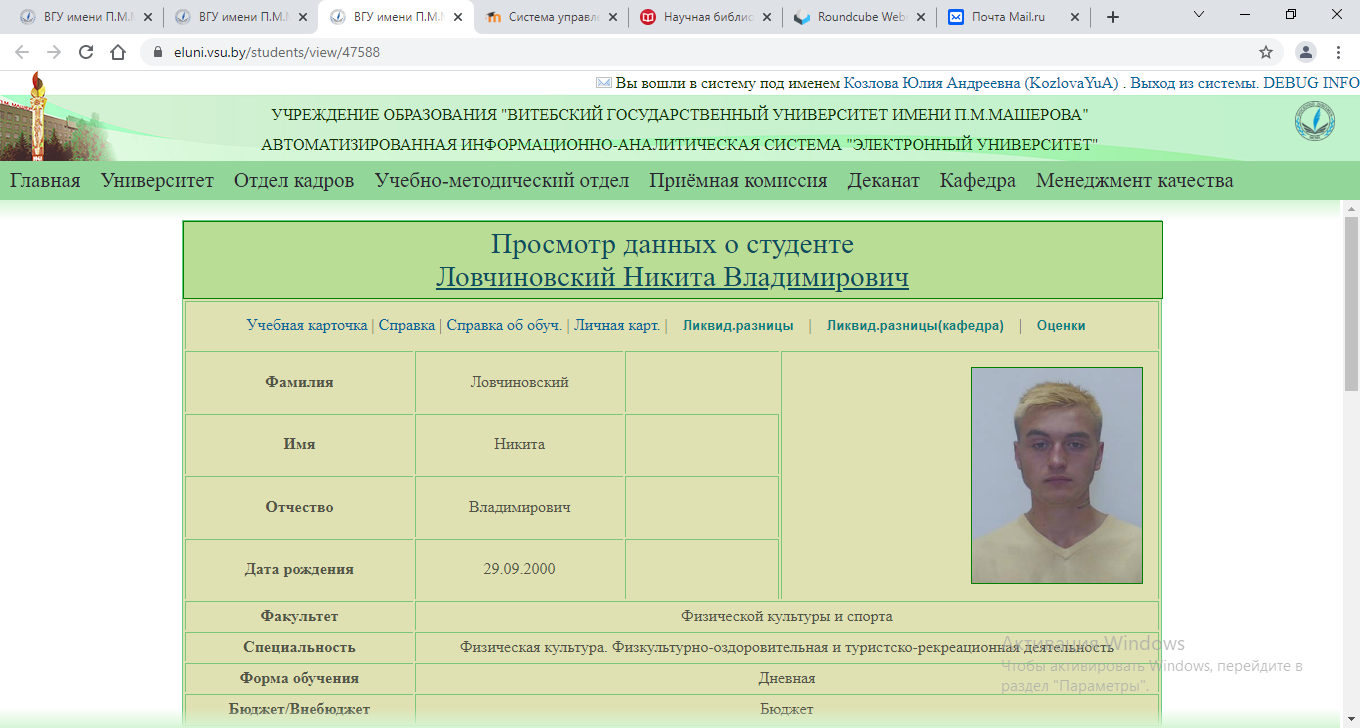 ВГУ имени П.М.М
ВГУ имени П.М.М
ВГУ имени П.М.М
Система управл
Научная библио
Roundcube Web
Почта Mail.ru
eluni.vsu.by/students/view/47588
Вы вошли в систему под именем Козлова Юлия Андреевна (KozlovaYuA) . Выход из системы. DEBUG INFO
УЧРЕЖДЕНИЕ ОБРАЗОВАНИЯ "ВИТЕБСКИЙ ГОСУДАРСТВЕННЫЙ УНИВЕРСИТЕТ ИМЕНИ П.М.МАШЕРОВА"
АВТОМАТИЗИРОВАННАЯ ИНФОРМАЦИОННО-АНАЛИТИЧЕСКАЯ СИСТЕМА "ЭЛЕКТРОННЫЙ УНИВЕРСИТЕТ"
Главная Университет Отдел кадров Учебно-методический отдел Приёмная комиссия Деканат Кафедра Менеджмент качества
Просмотр данных о студенте
Ловчиновский Никита Владимирович
Учебная карточка | Справка | Справка об обуч. | Личная карт. | Ликвид.разницы | Ликвид.разницы(кафедра) | Оценки
Фамилия Ловчиновский
Имя Никита
Отчество Владимирович
Дата рождения 29.09.2000
Факультет Физической культуры и спорта
Специальность Физическая культура. Физкультурно-оздоровительная и туристско-рекреационная деятельность
Форма обучения Дневная
Бюджет/Внебюджет Бюджет
Активация Windows
Чтобы активировать Windows, перейдите в
раздел "Параметры".